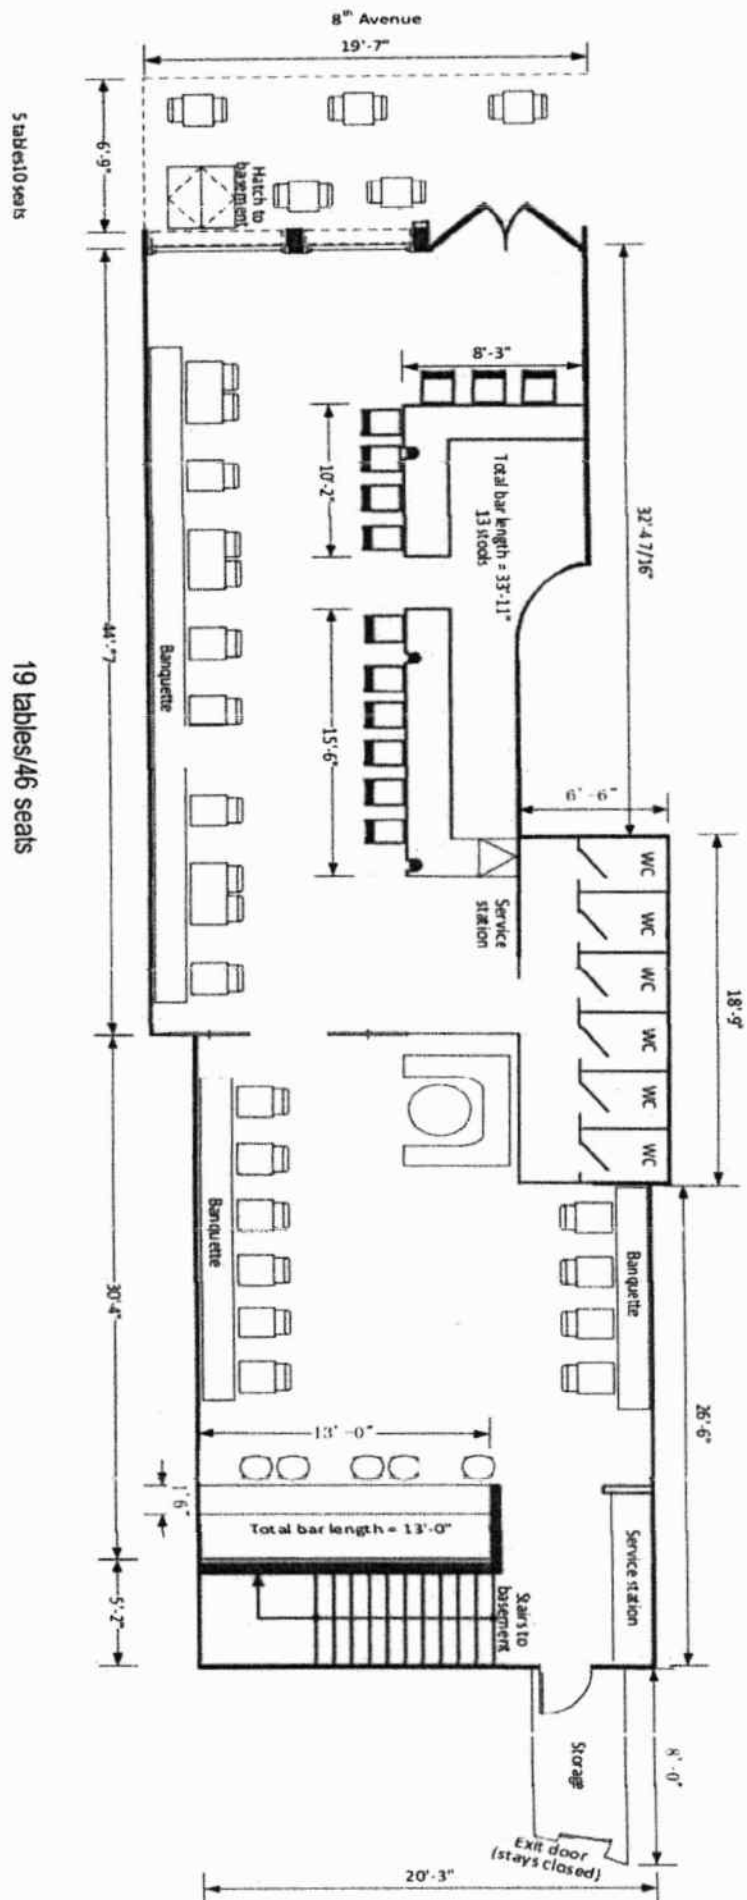 8th Avenue
19'-7"
5 tables10 seats
6'-9"
Hatch to
basement
8'-3"
10'-2"
Total bar length = 33'-11"
13 stools
32'-4 7/16"
44'-"7
Banquette
19 tables/46 seats
15'-6"
6'-6"
Service
station
WC
WC
WC
WC
WC
WC
18'-9"
Banquette
Banquette
30'-4"
26'-6"
13'-0"
1'6"
Total bar length = 13'-0"
5'-2"
Stairs to
basement
Service station
8'-0"
Storage
Exit door
(stays closed)
20'-3"